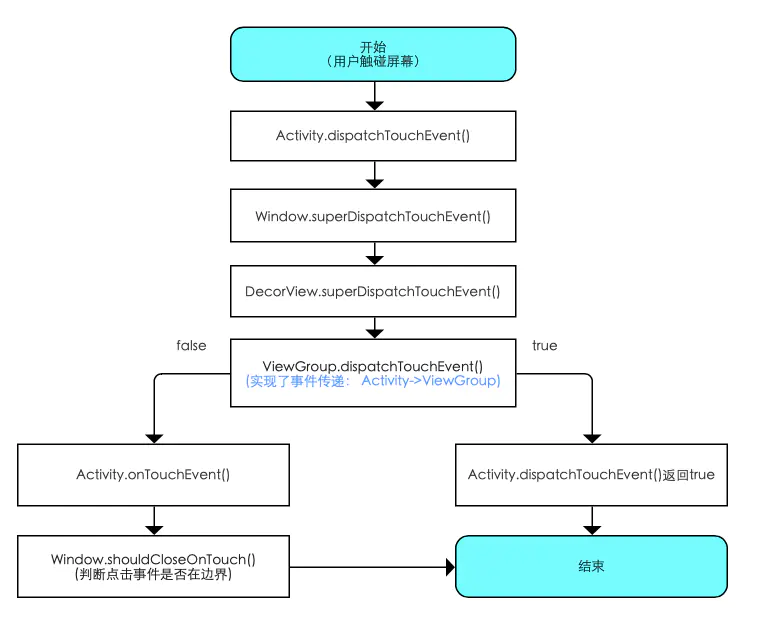 开始
（用户触碰屏幕）
Activity.dispatchTouchEvent()
Window.superDispatchTouchEvent()
DecorView.superDispatchTouchEvent()
false
true
ViewGroup.dispatchTouchEvent()
(实现了事件传递： Activity->ViewGroup)
Activity.onTouchEvent()
Activity.dispatchTouchEvent()返回true
Window.shouldCloseOnTouch()
(判断点击事件是否在边界)
结束